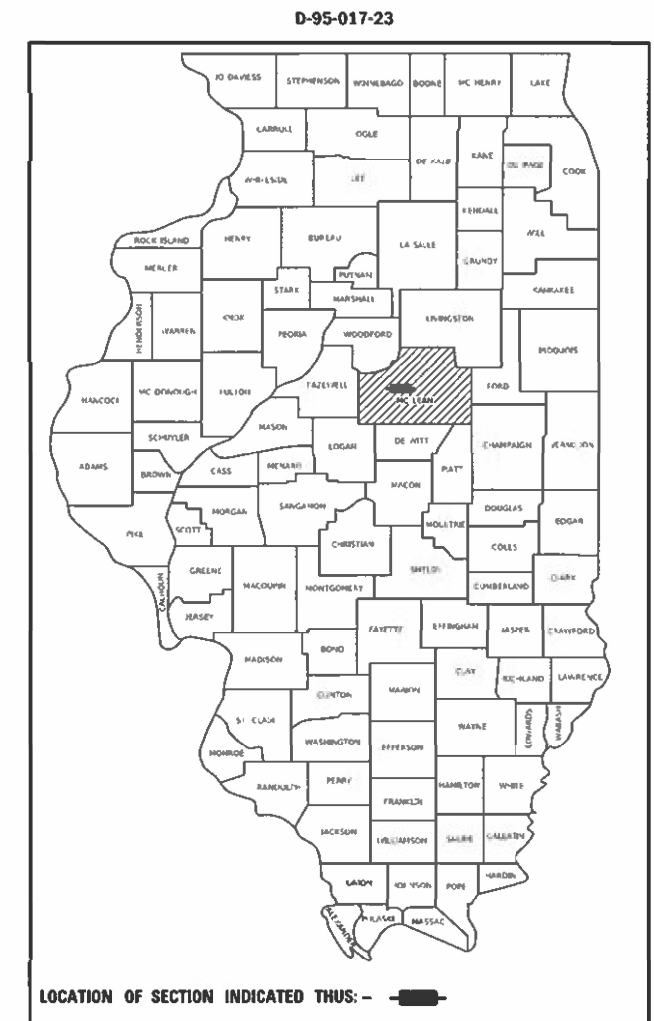 D-95-017-23
JO DAVIESS STEPHENSON WINNEBAGO BOONE MC HENRY LAKE
CARROLL OGLE
DE KALB KANE DU PAGE COOK
WHITESIDE LEE
KENDALL
ROCK ISLAND HENRY BUREAU LA SALLE WILL
GRUNDY
MERCER PUTNAM
STARK MARSHALL KANKAKEE
HENDERSON WARREN KNOX PEORIA WOODFORD LIVINGSTON
IROQUOIS
HANCOCK MC DONOUGH FULTON TAZEWELL MC LEAN FORD
MASON
SCHUYLER LOGAN DE WITT CHAMPAIGN VERMILION
ADAMS BROWN CASS MENARD PIATT
MACON
PIKE SCOTT MORGAN SANGAMON MOULTRIE DOUGLAS EDGAR
CHRISTIAN COLES
CALHOUN GREENE MACOUPIN MONTGOMERY SHELBY CUMBERLAND CLARK
JERSEY FAYETTE EFFINGHAM JASPER CRAWFORD
MADISON BOND
CLAY RICHLAND LAWRENCE
CLINTON MARION
ST. CLAIR WAYNE EDWARDS WABASH
MONROE WASHINGTON JEFFERSON
RANDOLPH PERRY HAMILTON WHITE
FRANKLIN
JACKSON WILLIAMSON SALINE GALLATIN
UNION JOHNSON POPE HARDIN
ALEXANDER PULASKI MASSAC
LOCATION OF SECTION INDICATED THUS: -